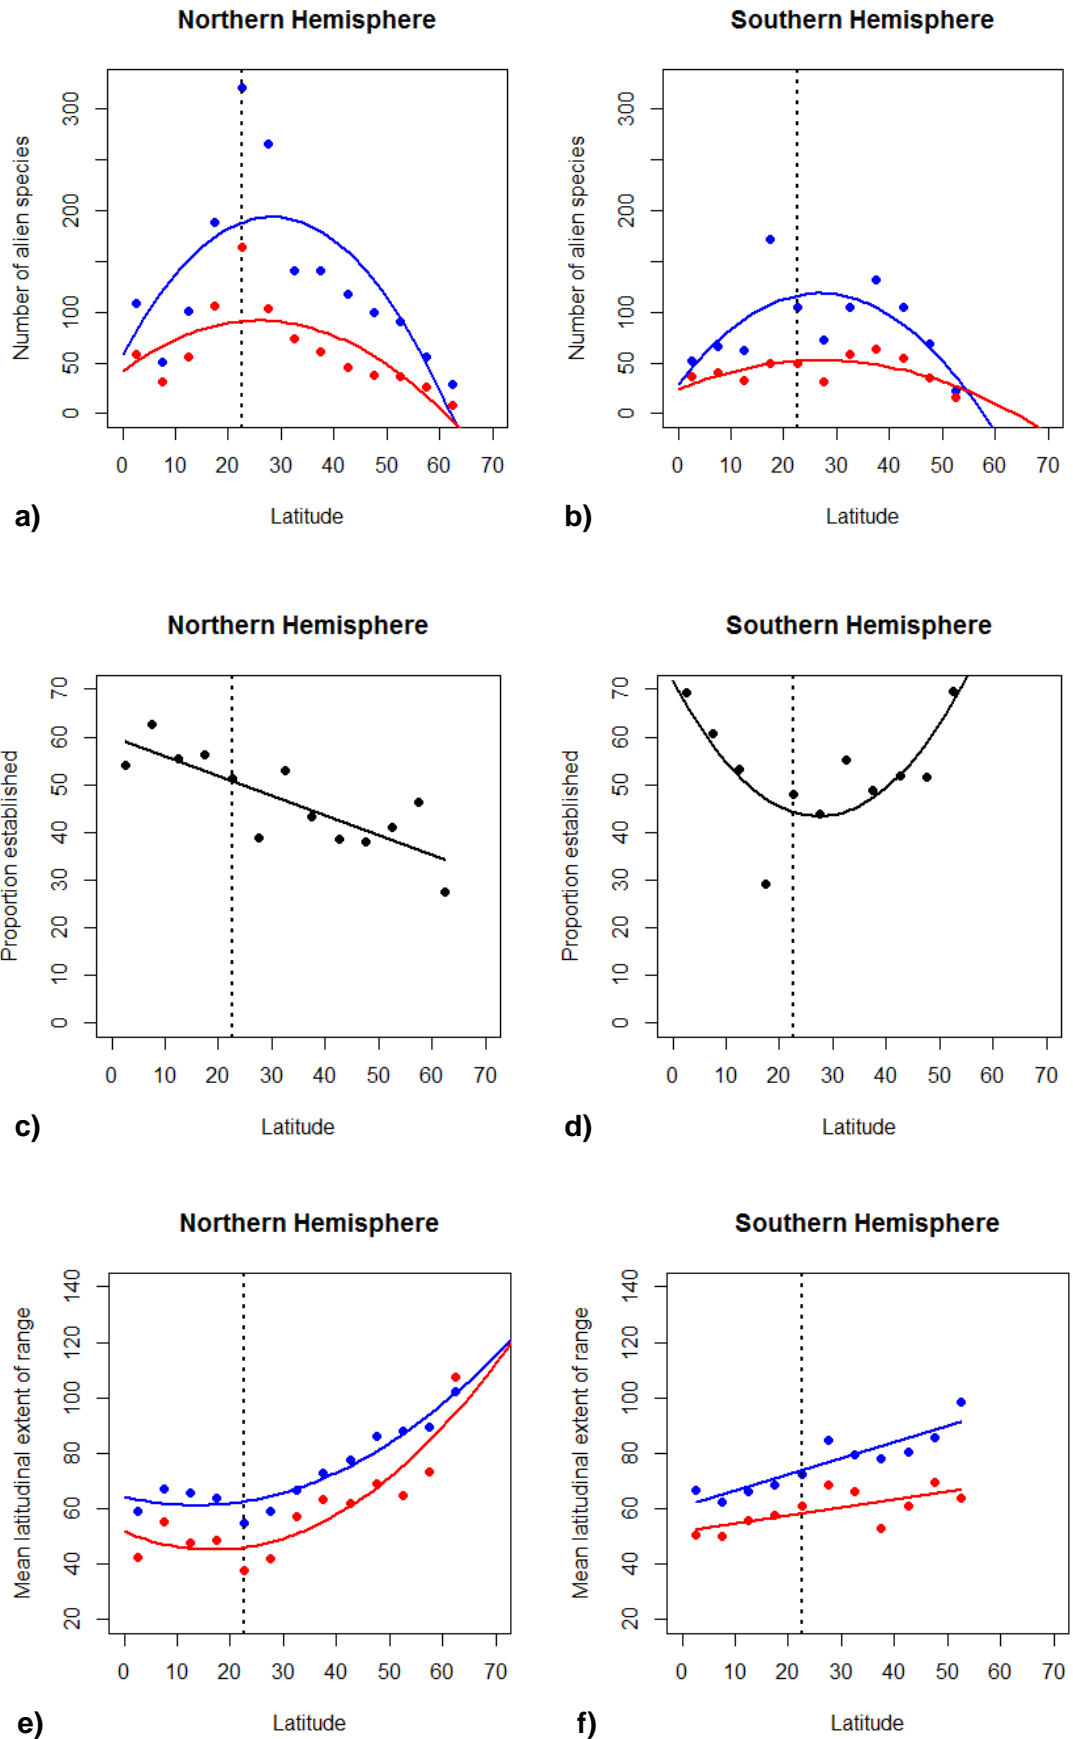 Northern Hemisphere
Number of alien species
300
200
100
50
0
0 10 20 30 40 50 60 70
Latitude
a)
Southern Hemisphere
Number of alien species
300
200
100
50
0
0 10 20 30 40 50 60 70
Latitude
b)
Northern Hemisphere
Proportion established
70
60
50
40
30
20
10
0
0 10 20 30 40 50 60 70
Latitude
c)
Southern Hemisphere
Proportion established
70
60
50
40
30
20
10
0
0 10 20 30 40 50 60 70
Latitude
d)
Northern Hemisphere
Mean latitudinal extent of range
140
120
100
80
60
40
20
0 10 20 30 40 50 60 70
Latitude
e)
Southern Hemisphere
Mean latitudinal extent of range
140
120
100
80
60
40
20
0 10 20 30 40 50 60 70
Latitude
f)